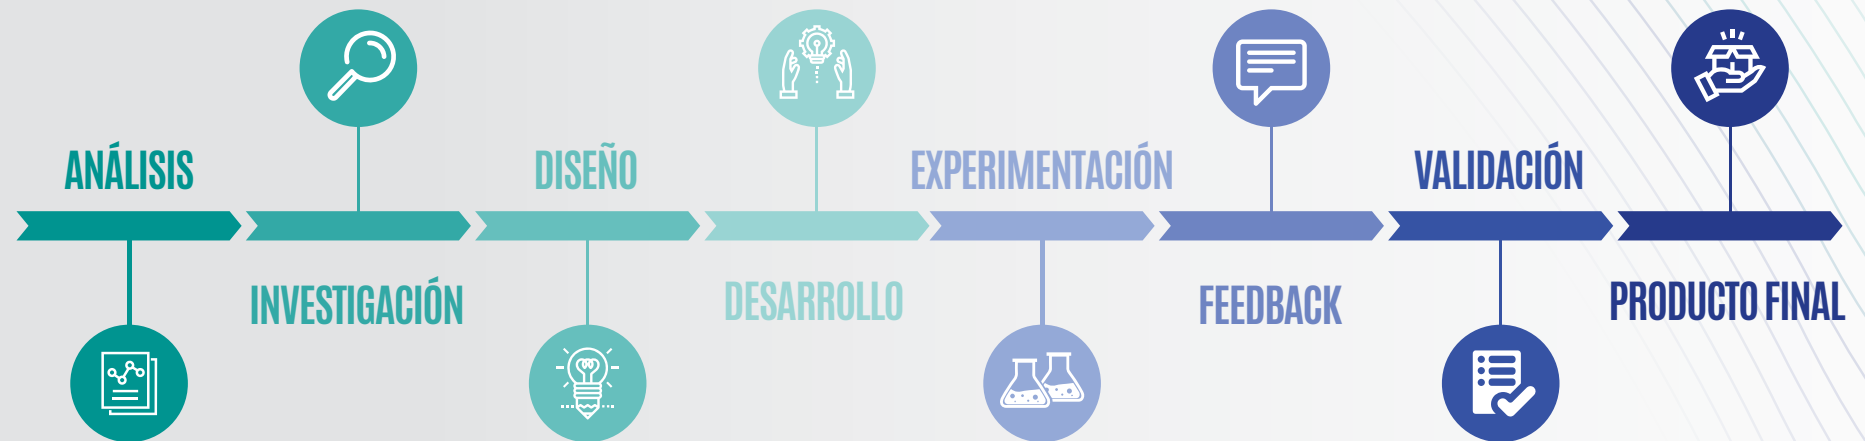 ANÁLISIS
INVESTIGACIÓN
DISEÑO
DESARROLLO
EXPERIMENTACIÓN
FEEDBACK
VALIDACIÓN
PRODUCTO FINAL